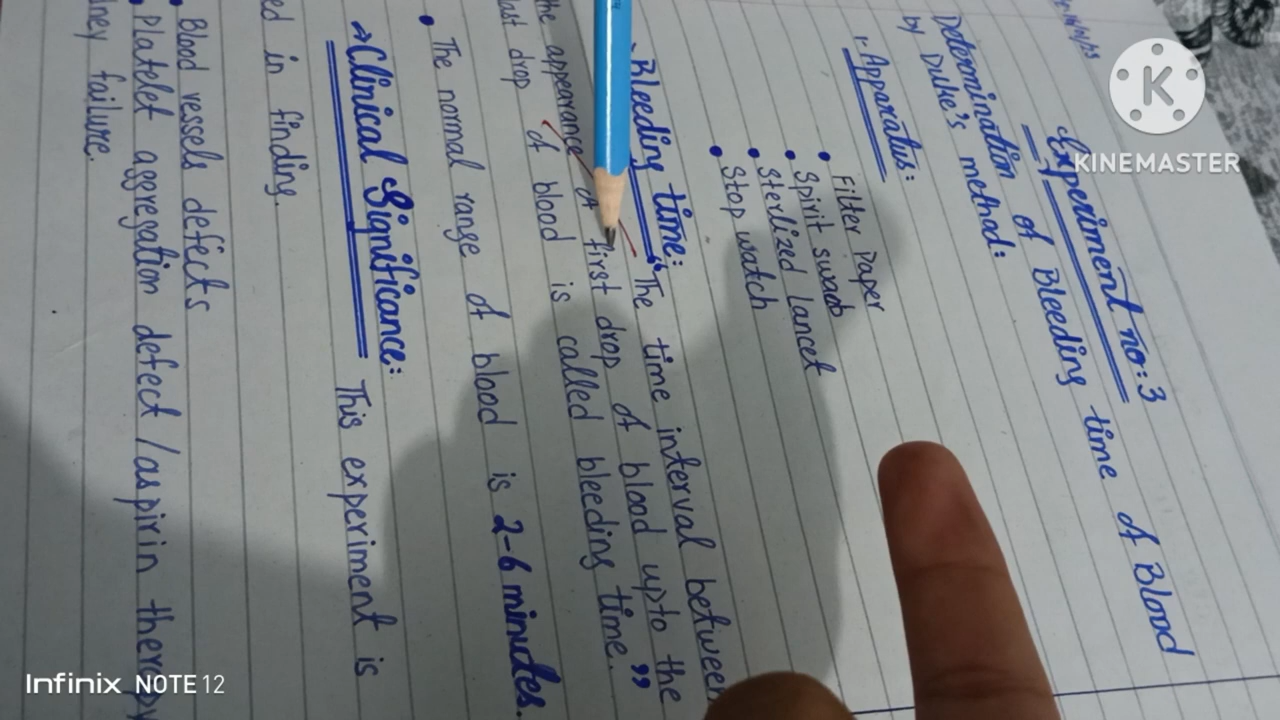 Experiment no:3
Determination of Bleeding time of Blood
by Duke's method:
Apparatus:
• Filter Paper
• Spirit swab
• Sterlized lancet
• Stop watch
Bleeding time: "The time interval between
the appearance of first drop of blood upto the
last drop of blood is called bleeding time."
• The normal range of blood is 2-6 minutes.
→ Clinical Significance: This experiment is
ed in finding.
• Blood vessels defects
• Platelet aggregation defect / aspirin therapy
dney failure.
KINEMASTER
Infinix NOTE 12